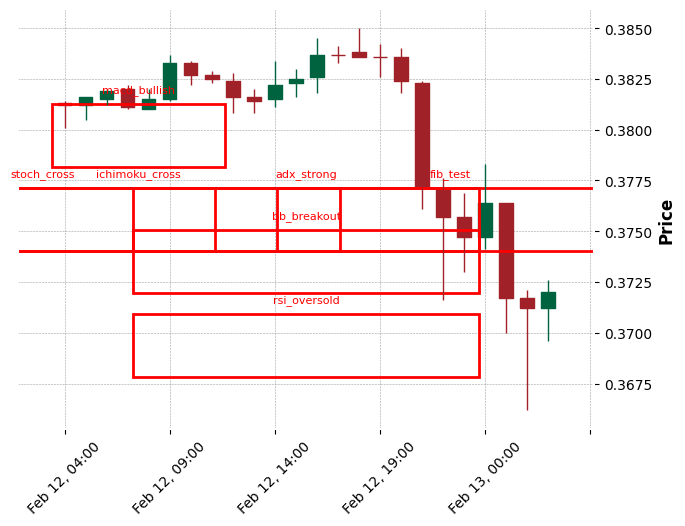 0.3850
0.3825
0.3800
0.3775
0.3750
0.3725
0.3700
0.3675
Price
stoch_cross
ichimoku_cross
adx_strong
fib_test
bb_breakout
rsi_oversold
Feb 12, 04:00
Feb 12, 09:00
Feb 12, 14:00
Feb 12, 19:00
Feb 13, 00:00